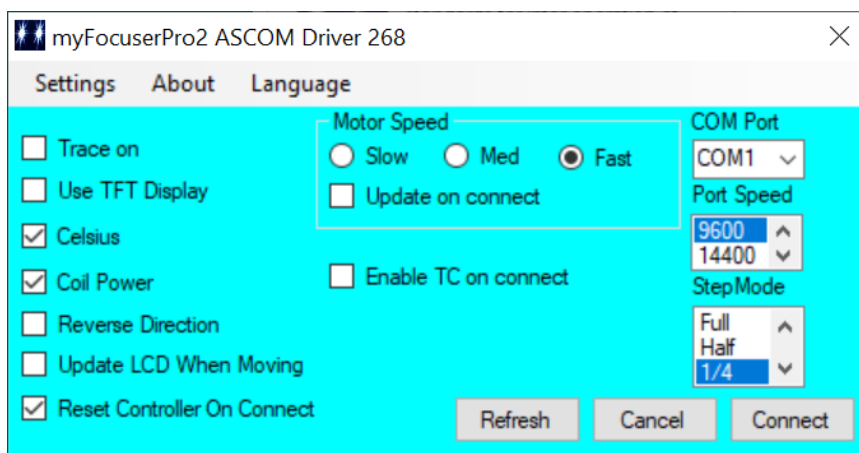 myFocuserPro2 ASCOM Driver 268
Settings About Language
Trace on
Use TFT Display
Celsius
Coil Power
Reverse Direction
Update LCD When Moving
Reset Controller On Connect
Motor Speed
Slow Med Fast
Update on connect
Enable TC on connect
COM Port
COM1
Port Speed
9600
14400
StepMode
Full
Half
1/4
Refresh Cancel Connect